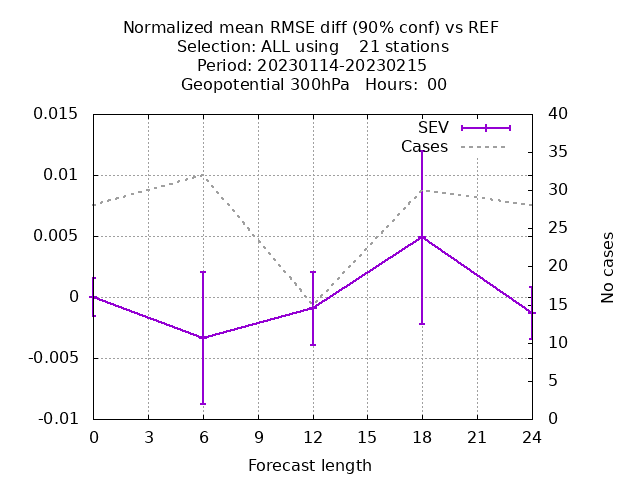 Normalized mean RMSE diff (90% conf) vs REF
Selection: ALL using    21 stations
Period: 20230114-20230215
Geopotential 300hPa   Hours:  00
0.015
0.01
0.005
0
-0.005
-0.01
40
35
30
25
20
15
10
5
0
SEV
Cases
No cases
0 3 6 9 12 15 18 21 24
Forecast length